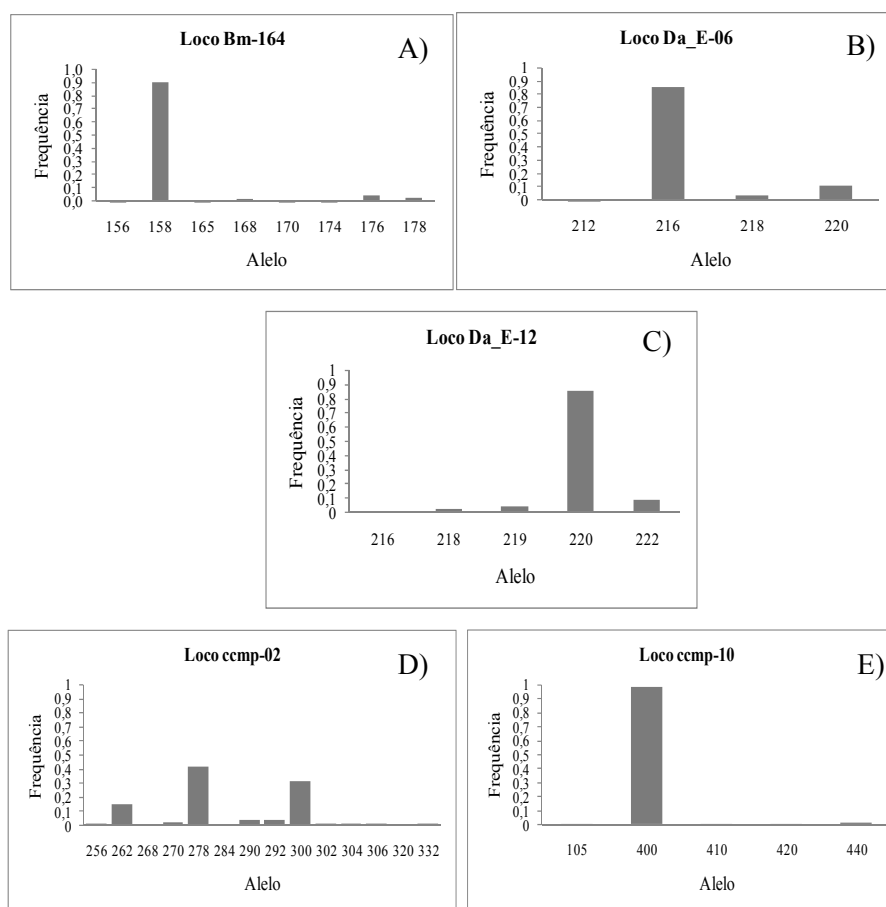 Loco Bm-164
A)
Frequência
1,0
0,9
0,8
0,7
0,6
0,5
0,4
0,3
0,2
0,1
0,0
156 158 165 168 170 174 176 178
Alelo
Loco Da_E-06
B)
Frequência
1
0,9
0,8
0,7
0,6
0,5
0,4
0,3
0,2
0,1
0
212 216 218 220
Alelo
Loco Da_E-12
C)
Frequência
1
0,9
0,8
0,7
0,6
0,5
0,4
0,3
0,2
0,1
0
216 218 219 220 222
Alelo
Loco ccmp-02
D)
Frequência
1
0,9
0,8
0,7
0,6
0,5
0,4
0,3
0,2
0,1
0
256 262 268 270 278 284 290 292 300 302 304 306 320 332
Alelo
Loco ccmp-10
E)
Frequência
1
0,9
0,8
0,7
0,6
0,5
0,4
0,3
0,2
0,1
0
105 400 410 420 440
Alelo